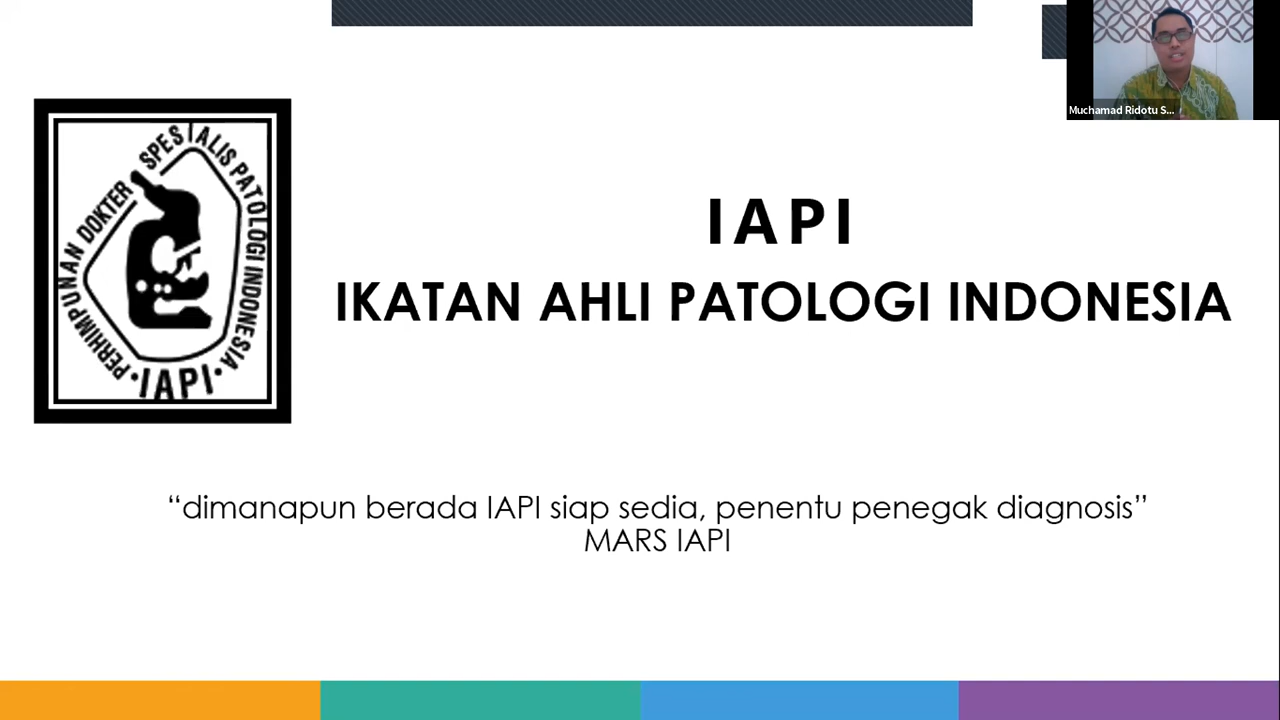 Muchamad Ridotu S...
PERHIMPUNAN DOKTER SPESIALIS PATOLOGI INDONESIA
• IAPI •
IAPI
IKATAN AHLI PATOLOGI INDONESIA
“dimanapun berada IAPI siap sedia, penentu penegak diagnosis”
MARS IAPI